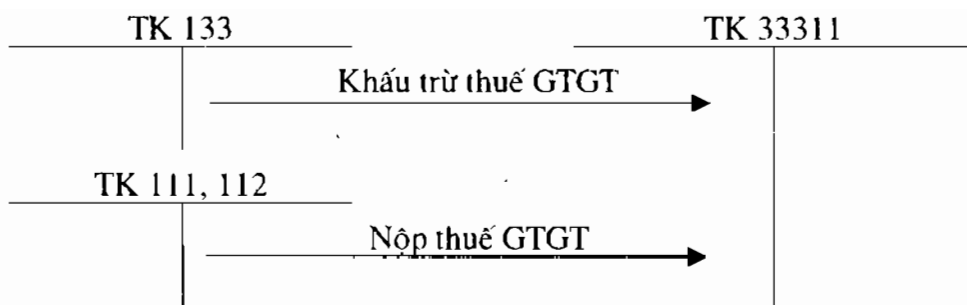 TK 133
TK 33311
Khấu trừ thuế GTGT
TK 111, 112
Nộp thuế GTGT